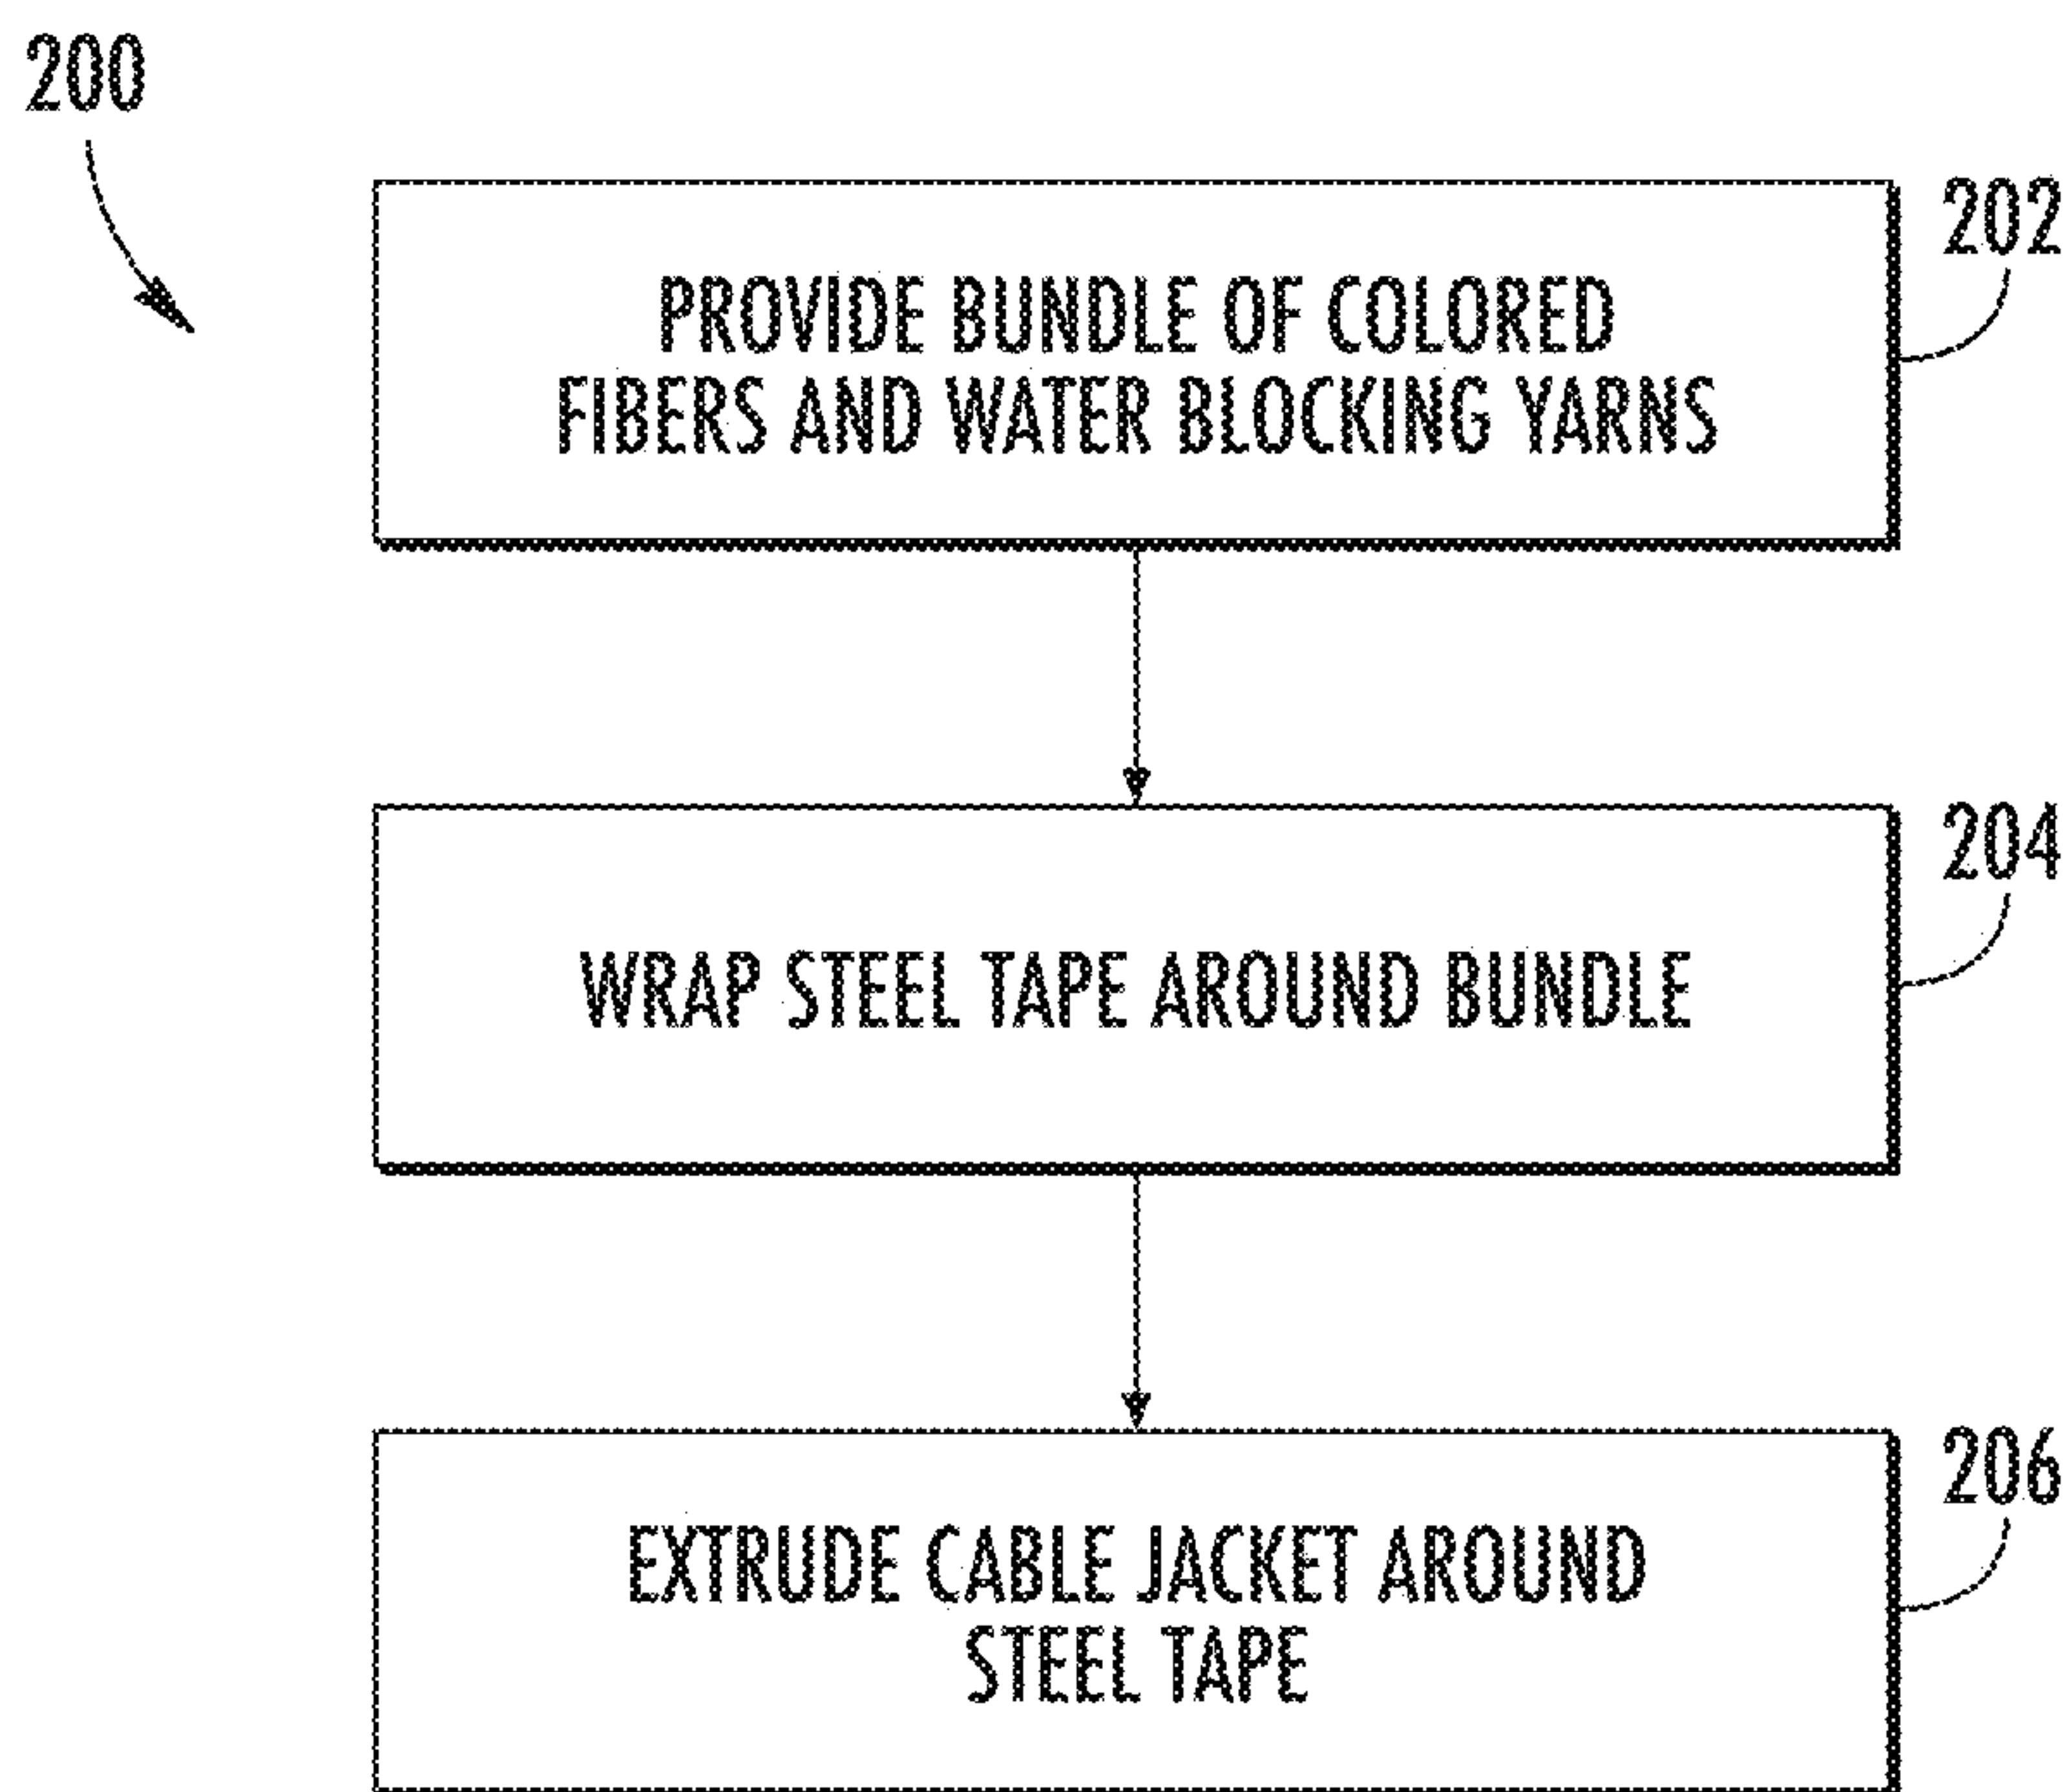 200
202
PROVIDE BUNDLE OF COLORED
FIBERS AND WATER BLOCKING YARNS
204
WRAP STEEL TAPE AROUND BUNDLE
206
EXTRUDE CABLE JACKET AROUND
STEEL TAPE